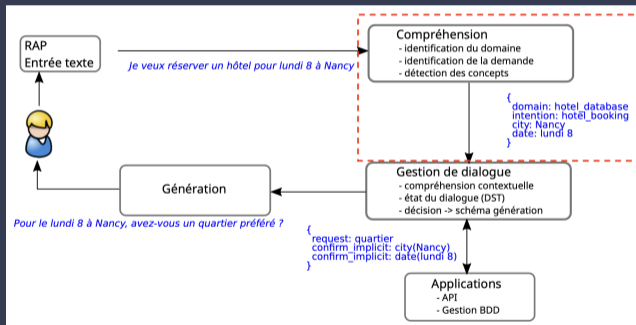 RAP
Entrée texte
Je veux réserver un hôtel pour lundi 8 à Nancy
Compréhension
- identification du domaine
- identification de la demande
- détection des concepts
{
domain: hotel_database
intention: hotel_booking
city: Nancy
date: lundi 8
}
Gestion de dialogue
- compréhension contextuelle
- état du dialogue (DST)
- décision -> schéma génération
Génération
Pour le lundi 8 à Nancy, avez-vous un quartier préféré ?
{
request: quartier
confirm_implicit: city(Nancy)
confirm_implicit: date(lundi 8)
}
Applications
- API
- Gestion BDD